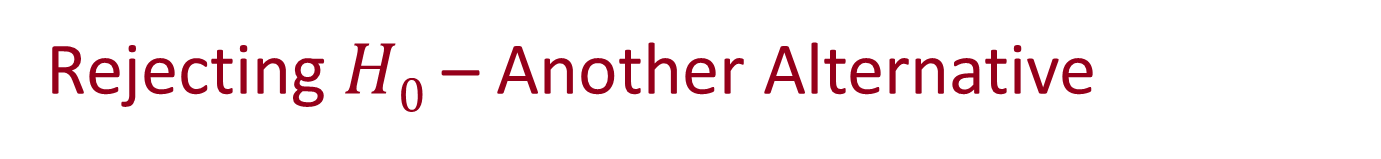 Rejecting H₀ – Another Alternative